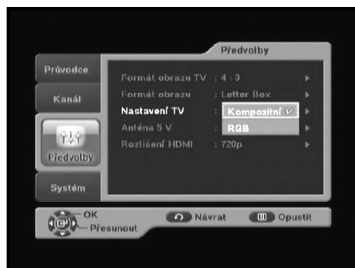 Předvolby
Průvodce
Kanál
Předvolby
Systém
Formát obrazu TV : 4 : 3
Formát obrazu : Letter Box
Nastavení TV : Kompositní
RGB
Anténa 5 V :
Rozlišení HDMI : 720p
OK
Přesunout
Návrat
Opustit